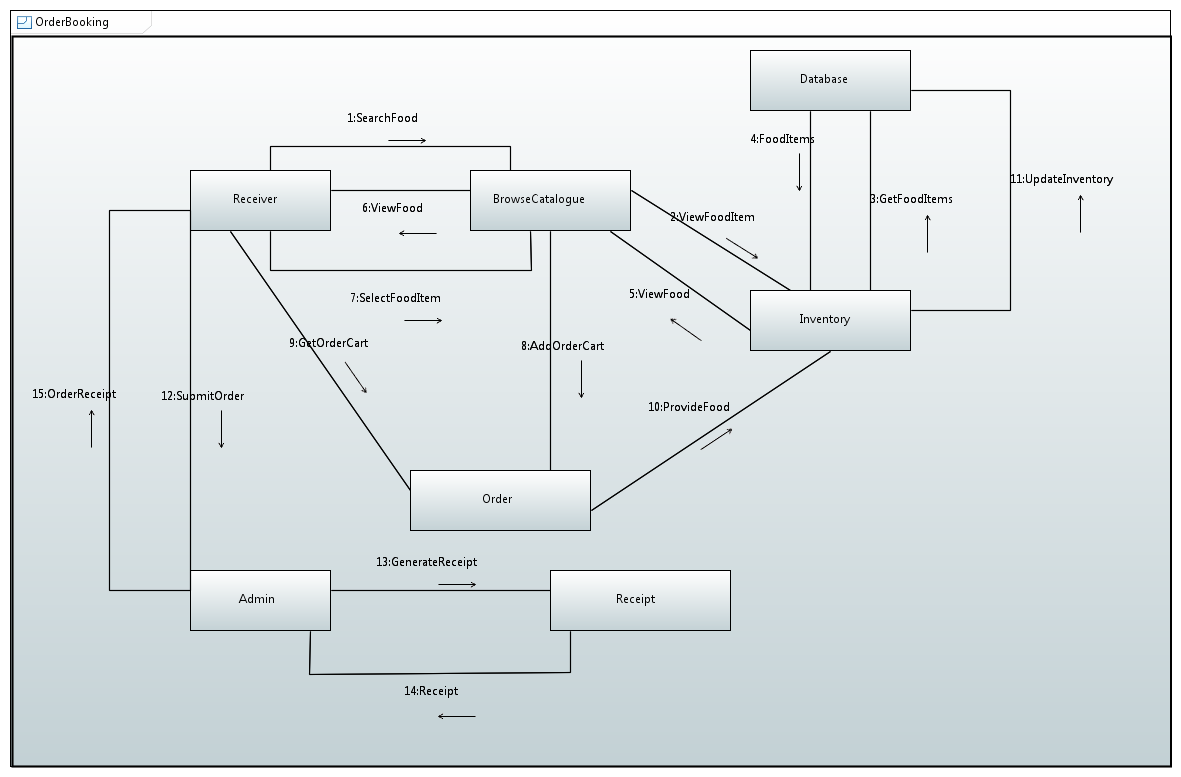 OrderBooking
Database
1:SearchFood
4:FoodItems
11:UpdateInventory
Receiver
BrowseCatalogue
3:GetFoodItems
6:ViewFood
2:ViewFoodItem
7:SelectFoodItem
5:ViewFood
Inventory
9:GetOrderCart
8:AddOrderCart
15:OrderReceipt
12:SubmitOrder
10:ProvideFood
Order
13:GenerateReceipt
Admin
Receipt
14:Receipt